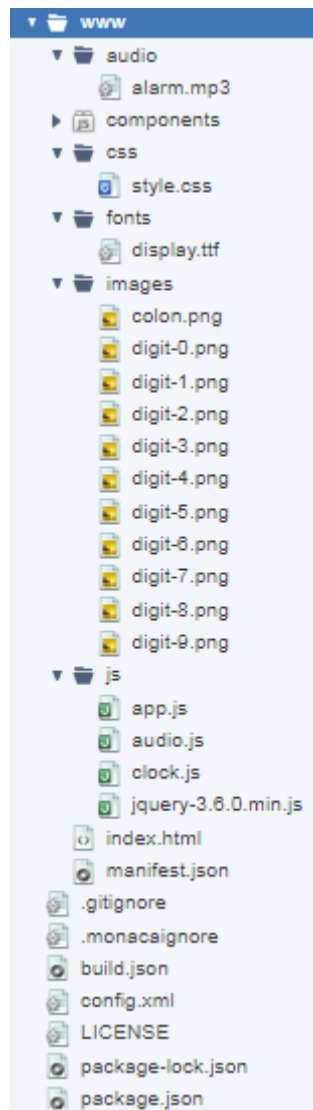 www
audio
alarm.mp3
components
css
style.css
fonts
display.ttf
images
colon.png
digit-0.png
digit-1.png
digit-2.png
digit-3.png
digit-4.png
digit-5.png
digit-6.png
digit-7.png
digit-8.png
digit-9.png
js
app.js
audio.js
clock.js
jquery-3.6.0.min.js
index.html
manifest.json
.gitignore
.monacaignore
build.json
config.xml
LICENSE
package-lock.json
package.json